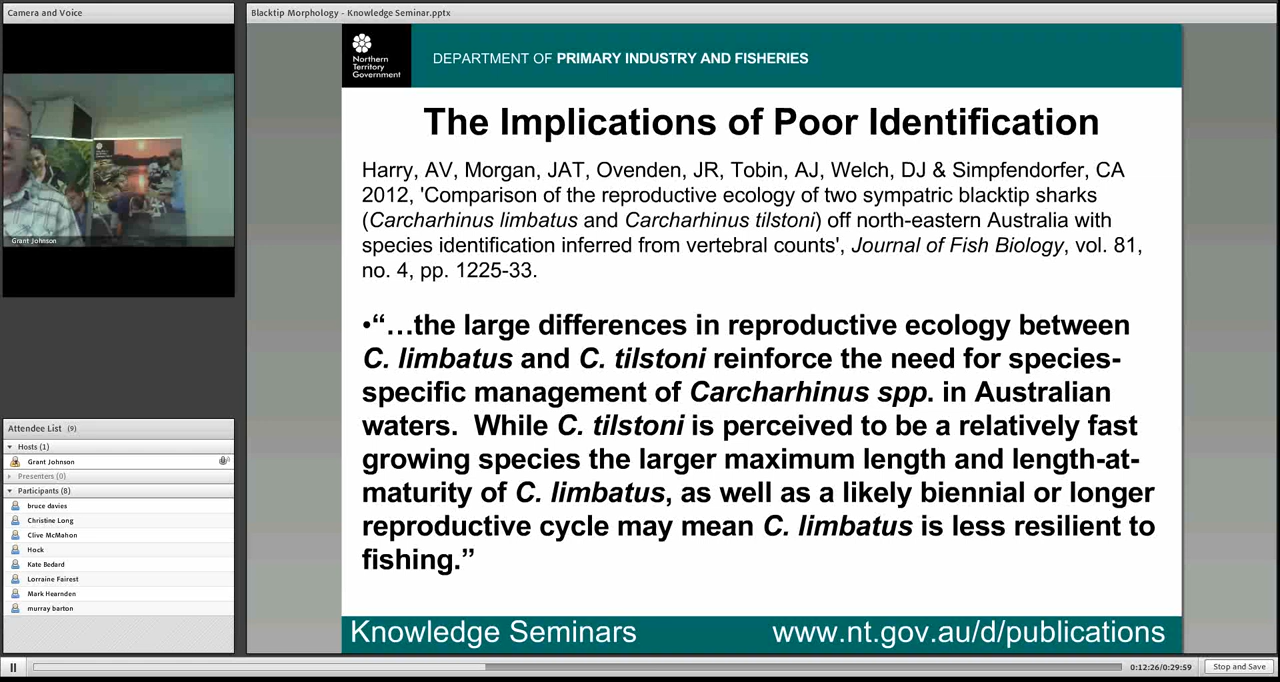 Camera and Voice
Grant Johnson
Attendee List (9)
Hosts (1)
Grant Johnson
Presenters (0)
Participants (8)
bruce davies
Christine Long
Clive McMahon
Hock
Kate Bedard
Lorraine Fairest
Mark Hearnden
murray barton
Blacktip Morphology - Knowledge Seminar.pptx
Northern
Territory
Government
DEPARTMENT OF PRIMARY INDUSTRY AND FISHERIES
The Implications of Poor Identification
Harry, AV, Morgan, JAT, Ovenden, JR, Tobin, AJ, Welch, DJ & Simpfendorfer, CA
2012, 'Comparison of the reproductive ecology of two sympatric blacktip sharks
(Carcharhinus limbatus and Carcharhinus tilstoni) off north-eastern Australia with
species identification inferred from vertebral counts', Journal of Fish Biology, vol. 81,
no. 4, pp. 1225-33.
•“…the large differences in reproductive ecology between
C. limbatus and C. tilstoni reinforce the need for species-
specific management of Carcharhinus spp. in Australian
waters.  While C. tilstoni is perceived to be a relatively fast
growing species the larger maximum length and length-at-
maturity of C. limbatus, as well as a likely biennial or longer
reproductive cycle may mean C. limbatus is less resilient to
fishing.”
Knowledge Seminars
www.nt.gov.au/d/publications
0:12:26/0:29:59
Stop and Save